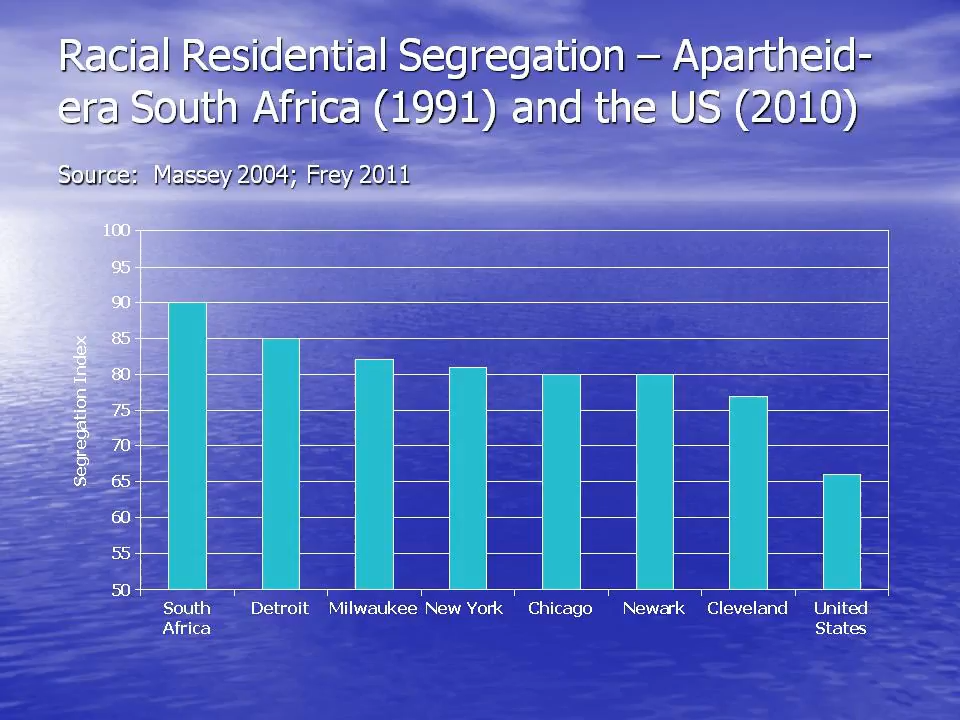 Racial Residential Segregation – Apartheid-
era South Africa (1991) and the US (2010)
Source:  Massey 2004; Frey 2011
100
95
90
85
80
75
70
65
60
55
50
Segregation Index
South
Africa
Detroit
Milwaukee
New York
Chicago
Newark
Cleveland
United
States